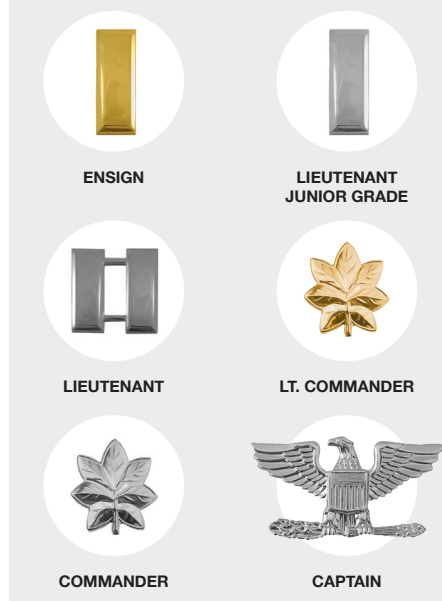 ENSIGN
LIEUTENANT
JUNIOR GRADE
LIEUTENANT
LT. COMMANDER
COMMANDER
CAPTAIN